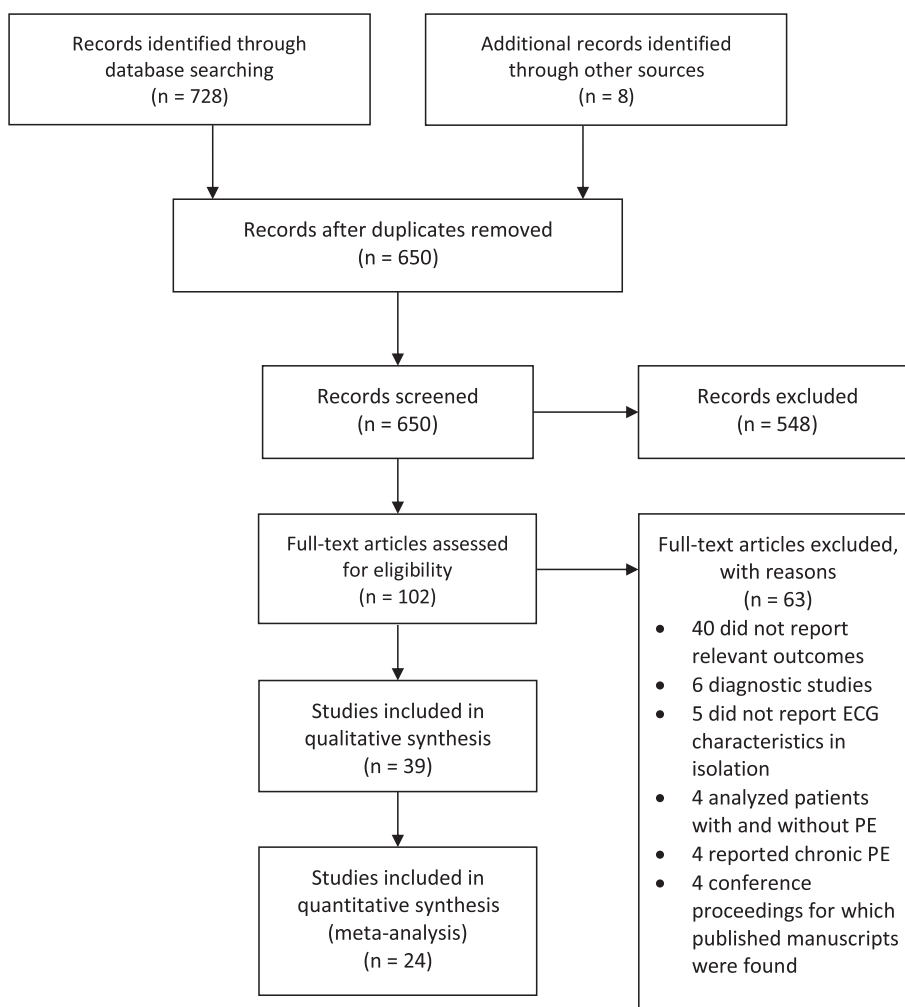 Records identified through
database searching
(n = 728)
Additional records identified
through other sources
(n = 8)
Records after duplicates removed
(n = 650)
Records screened
(n = 650)
Records excluded
(n = 548)
Full-text articles assessed
for eligibility
(n = 102)
Full-text articles excluded,
with reasons
(n = 63)
• 40 did not report
relevant outcomes
• 6 diagnostic studies
• 5 did not report ECG
characteristics in
isolation
• 4 analyzed patients
with and without PE
• 4 reported chronic PE
• 4 conference
proceedings for which
published manuscripts
were found
Studies included in
qualitative synthesis
(n = 39)
Studies included in
quantitative synthesis
(meta-analysis)
(n = 24)